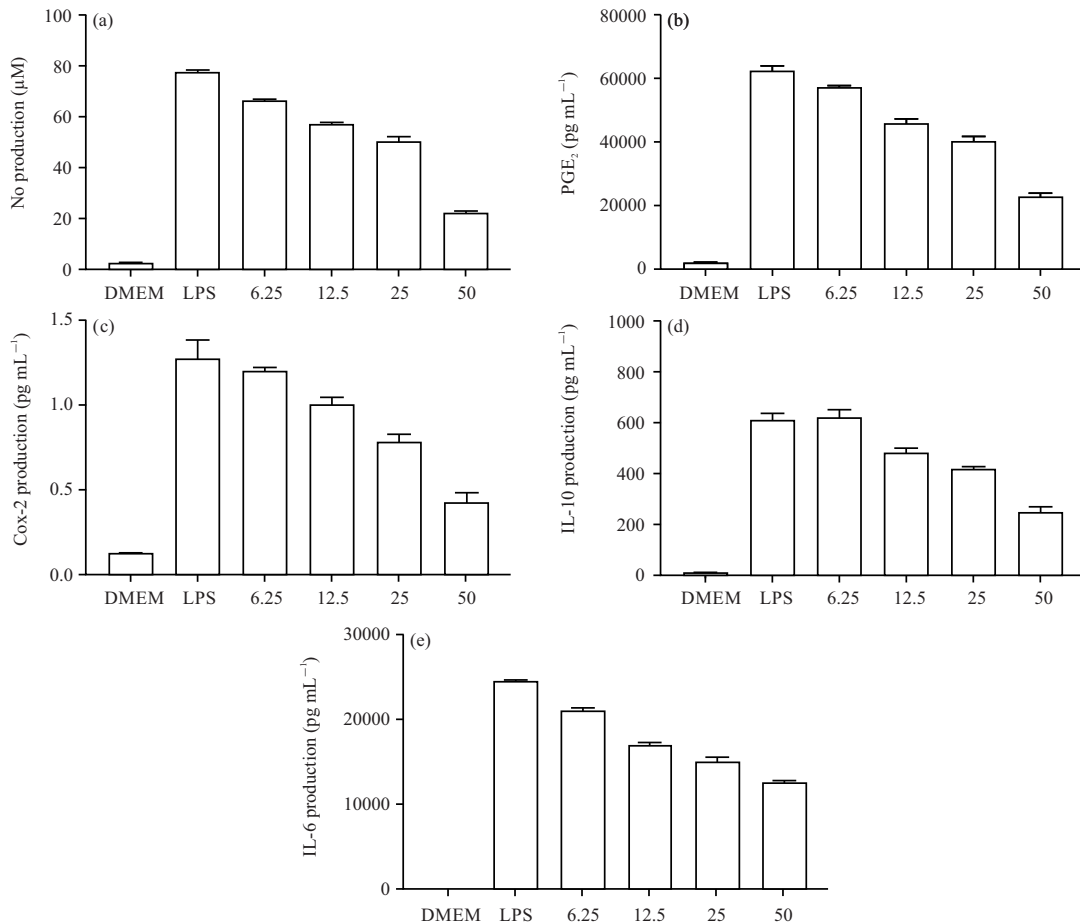 (a)
No production (µM)
100
80
60
40
20
0
DMEM LPS 6.25 12.5 25 50
(b)
PGE₂ (pg mL⁻¹)
80000
60000
40000
20000
0
DMEM LPS 6.25 12.5 25 50
(c)
Cox-2 production (pg mL⁻¹)
1.5
1.0
0.5
0.0
DMEM LPS 6.25 12.5 25 50
(d)
IL-10 production (pg mL⁻¹)
1000
800
600
400
200
0
DMEM LPS 6.25 12.5 25 50
(e)
IL-6 production (pg mL⁻¹)
30000
20000
10000
0
DMEM LPS 6.25 12.5 25 50